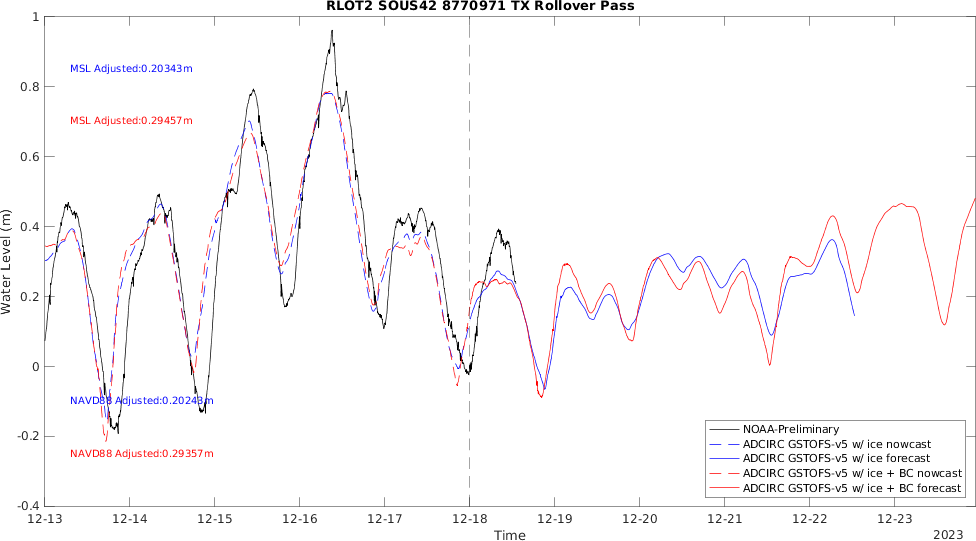 RLOT2 SOUS42 8770971 TX Rollover Pass
1
0.8
0.6
0.4
0.2
0
-0.2
-0.4
Water Level (m)
MSL Adjusted:0.20343m
MSL Adjusted:0.29457m
NAVD88 Adjusted:0.20243m
NAVD88 Adjusted:0.29357m
NOAA-Preliminary
ADCIRC GSTOFS-v5 w/ ice nowcast
ADCIRC GSTOFS-v5 w/ ice forecast
ADCIRC GSTOFS-v5 w/ice + BC nowcast
ADCIRC GSTOFS-v5 w/ice + BC forecast
12-13 12-14 12-15 12-16 12-17 12-18 12-19 12-20 12-21 12-22 12-23
Time
2023